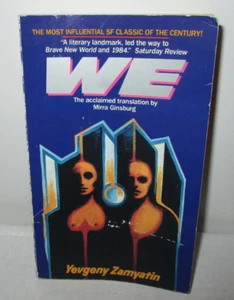 THE MOST INFLUENTIAL SF CLASSIC OF THE CENTURY!
"A literary landmark, led the way to
Brave New World and 1984." Saturday Review
WE
The acclaimed translation by
Mirra Ginsburg
Yevgeny Zamyatin